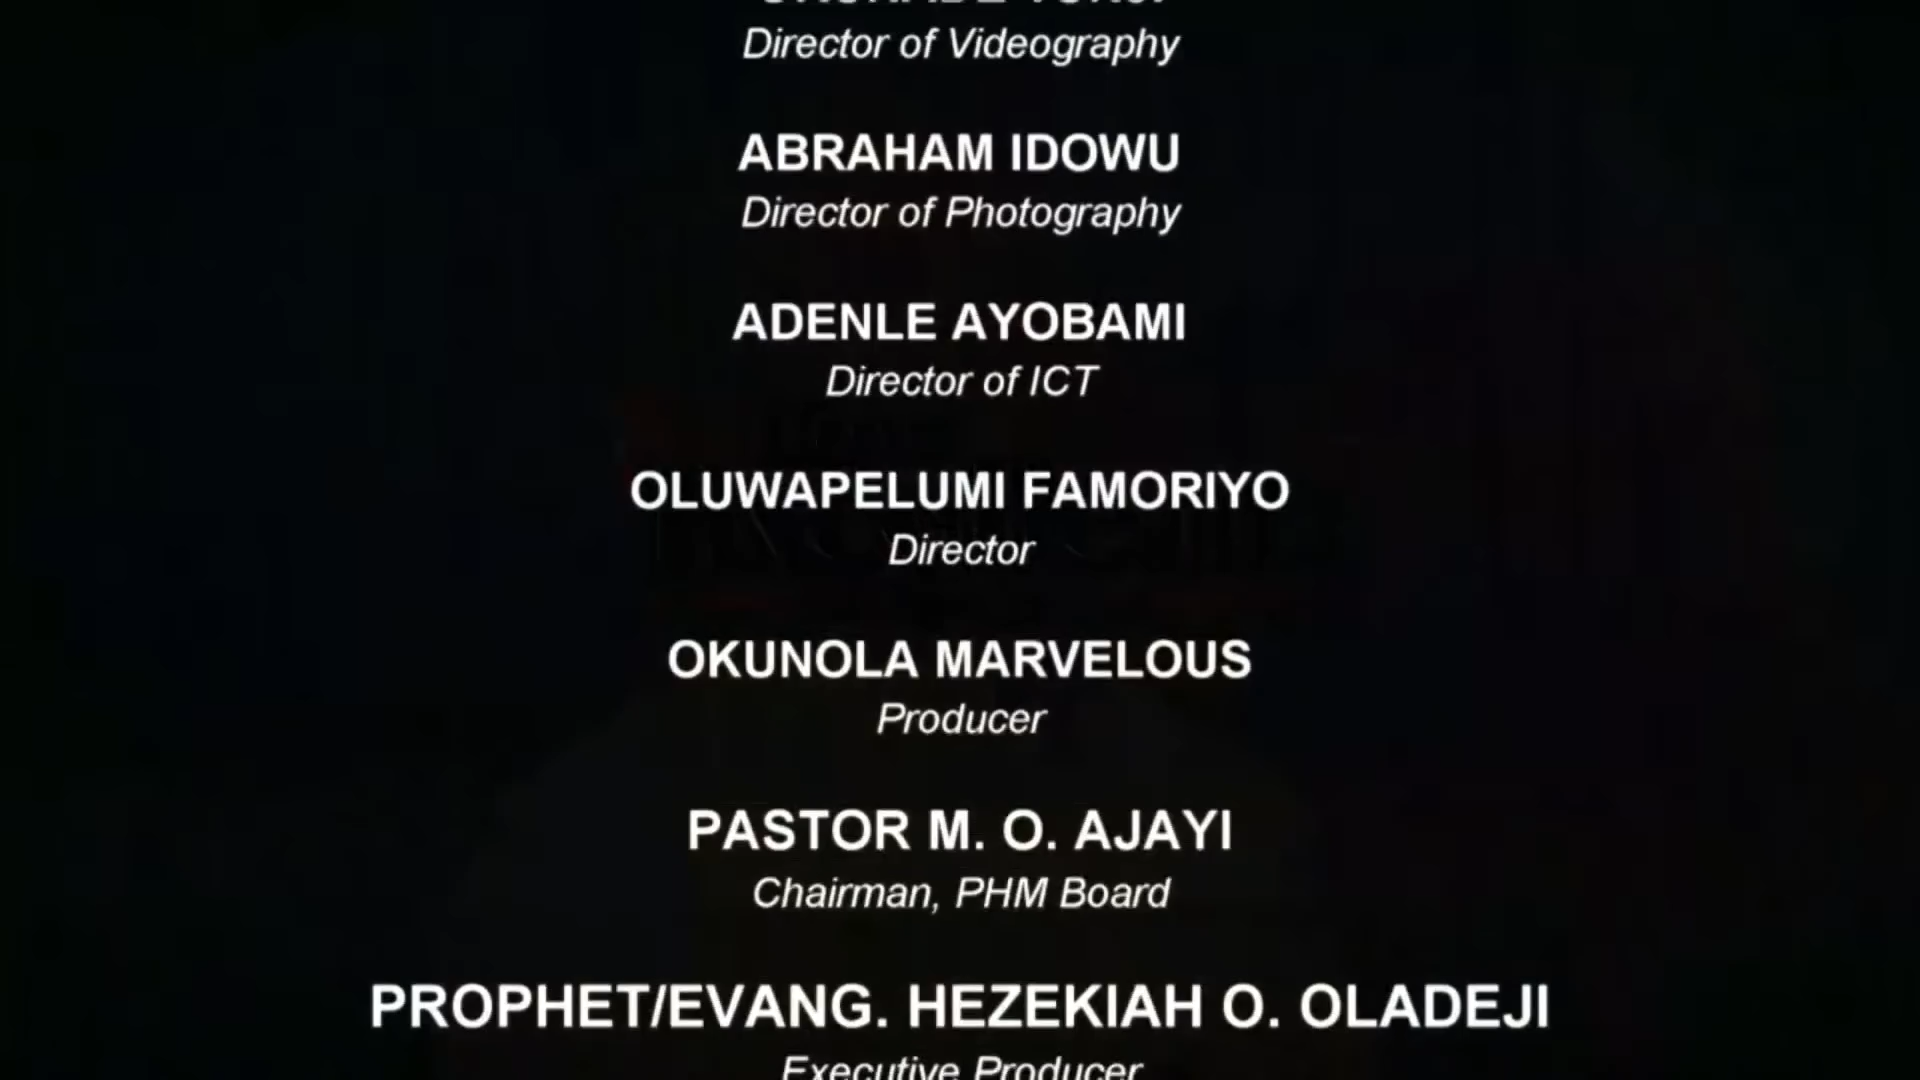 Director of Videography
ABRAHAM IDOWU
Director of Photography
ADENLE AYOBAMI
Director of ICT
OLUWAPELUMI FAMORIYO
Director
OKUNOLA MARVELOUS
Producer
PASTOR M. O. AJAYI
Chairman, PHM Board
PROPHET/EVANG. HEZEKIAH O. OLADEJI
Executive Producer